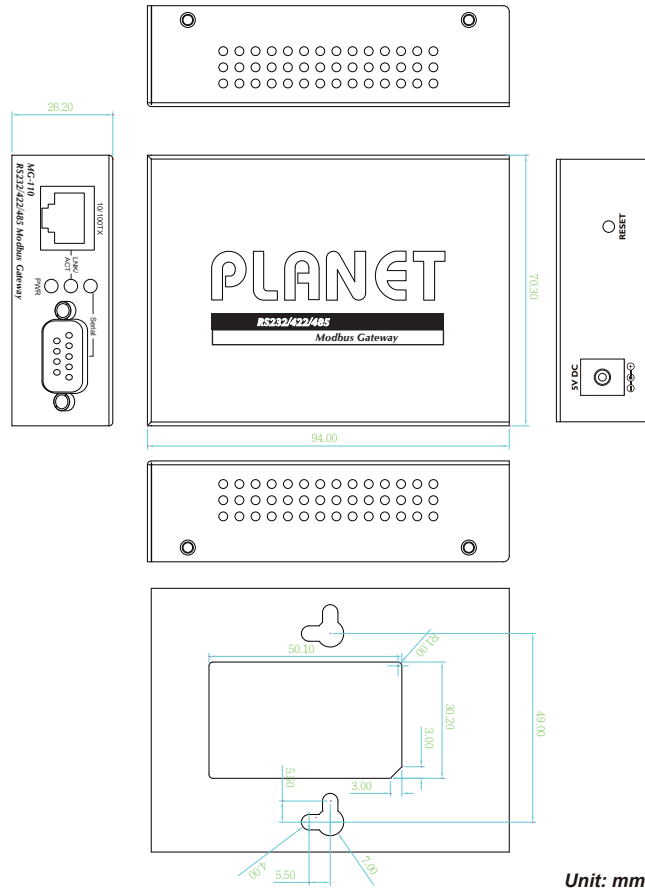 26.20
MG-110
RS232/422/485 Modbus Gateway
10/100TX
LNK/
ACT
PWR
Serial
PLANET
RS232/422/485
Modbus Gateway
70.30
94.00
RESET
5V DC
50.10
R1.00
30.20
49.00
3.00
3.00
5.50
4.00
5.50
7.00
Unit: mm